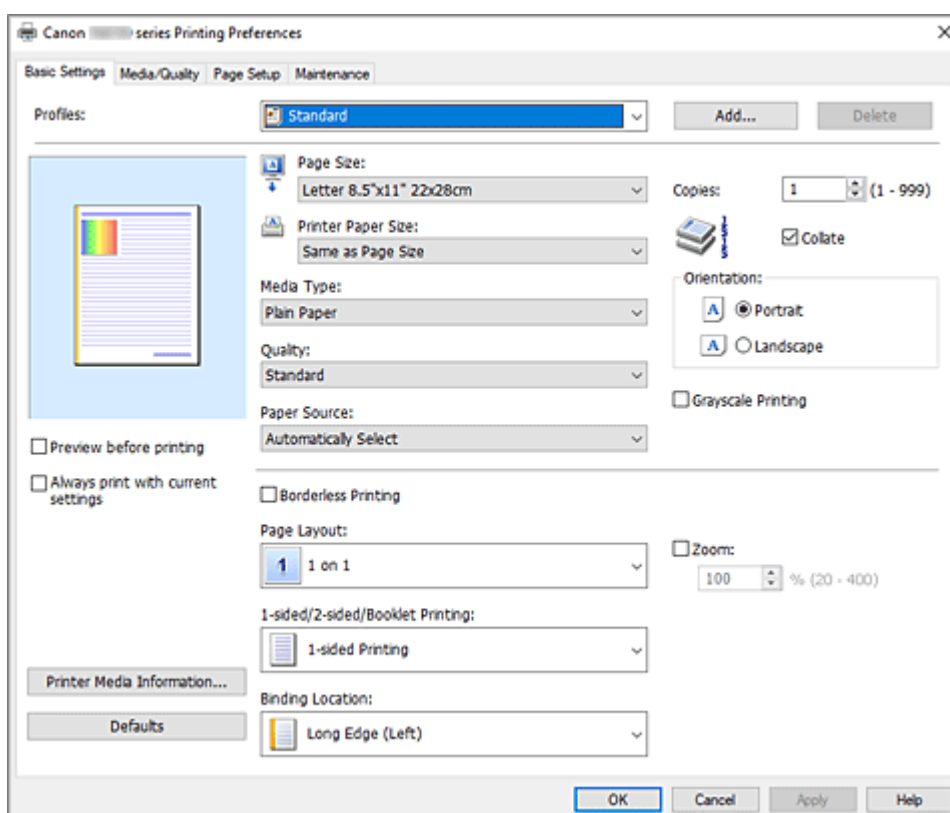 Canon series Printing Preferences
Basic Settings Media/Quality Page Setup Maintenance
Profiles: Standard Add... Delete
Page Size:
Letter 8.5"x11" 22x28cm
Copies: 1 (1 - 999)
Printer Paper Size:
Same as Page Size
Collate
Media Type:
Plain Paper
Orientation:
A Portrait
A Landscape
Quality:
Standard
Grayscale Printing
Paper Source:
Automatically Select
Preview before printing
Always print with current
settings
Borderless Printing
Page Layout:
1 1 on 1
Zoom:
100 % (20 - 400)
1-sided/2-sided/Booklet Printing:
1-sided Printing
Printer Media Information...
Defaults
Binding Location:
Long Edge (Left)
OK Cancel Apply Help